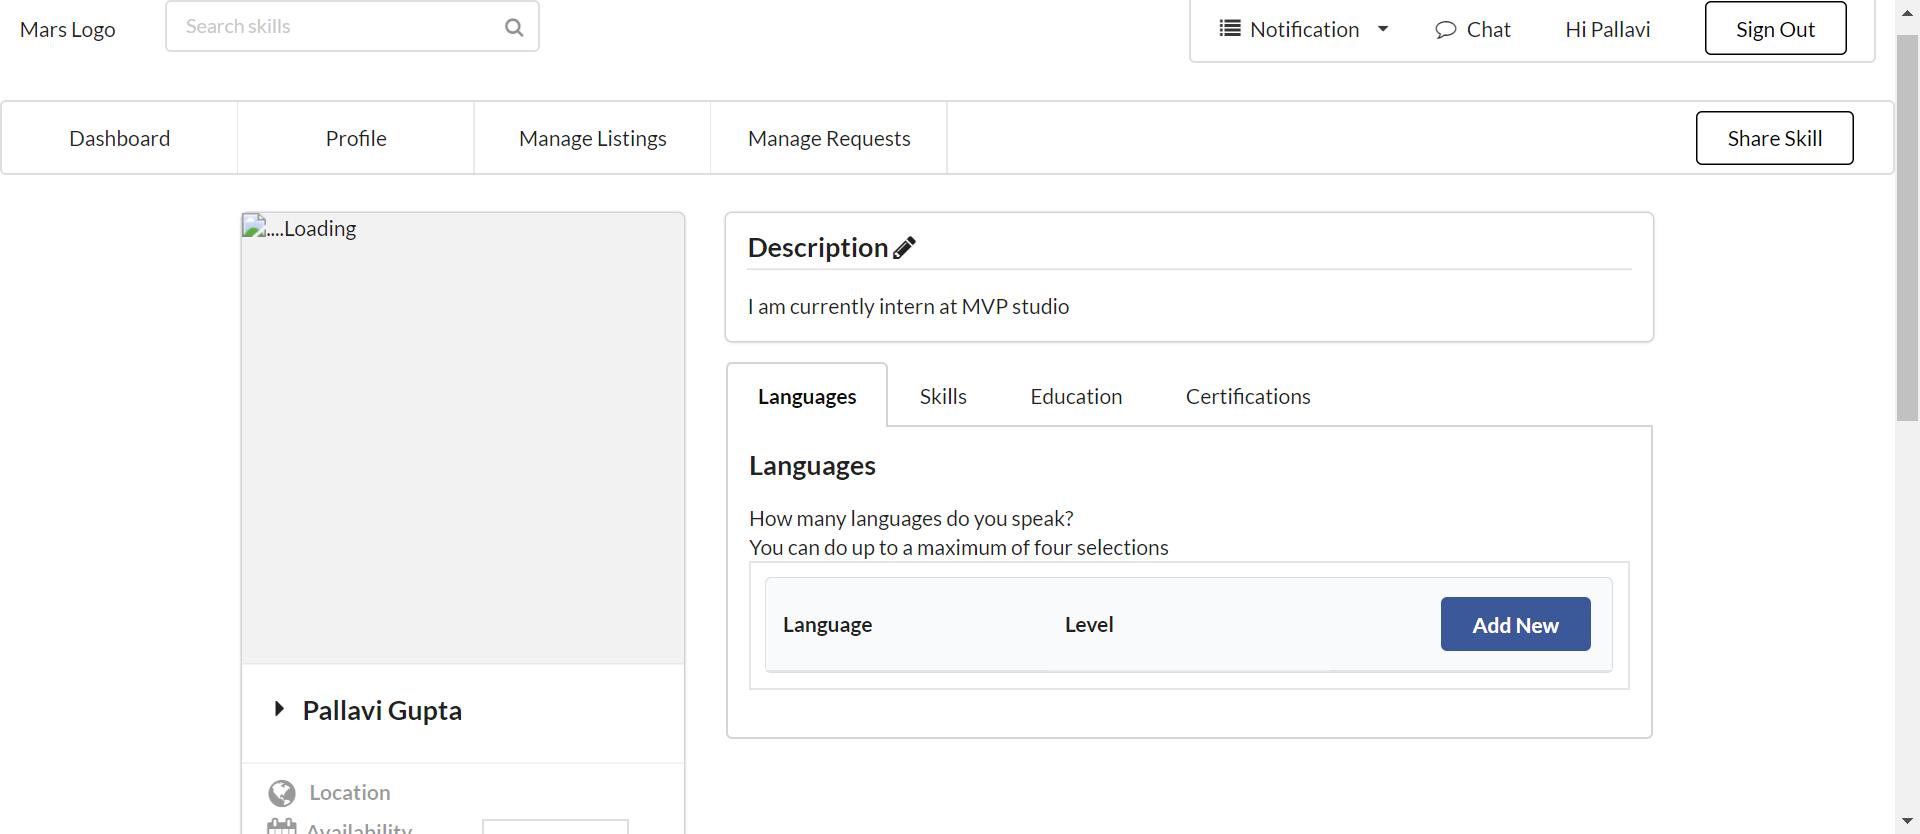 Mars Logo
Search skills
Notification
Chat
Hi Pallavi
Sign Out
Dashboard
Profile
Manage Listings
Manage Requests
Share Skill
....Loading
Description
I am currently intern at MVP studio
Languages
Skills
Education
Certifications
Languages
How many languages do you speak?
You can do up to a maximum of four selections
Language
Level
Add New
Pallavi Gupta
Location
Availability